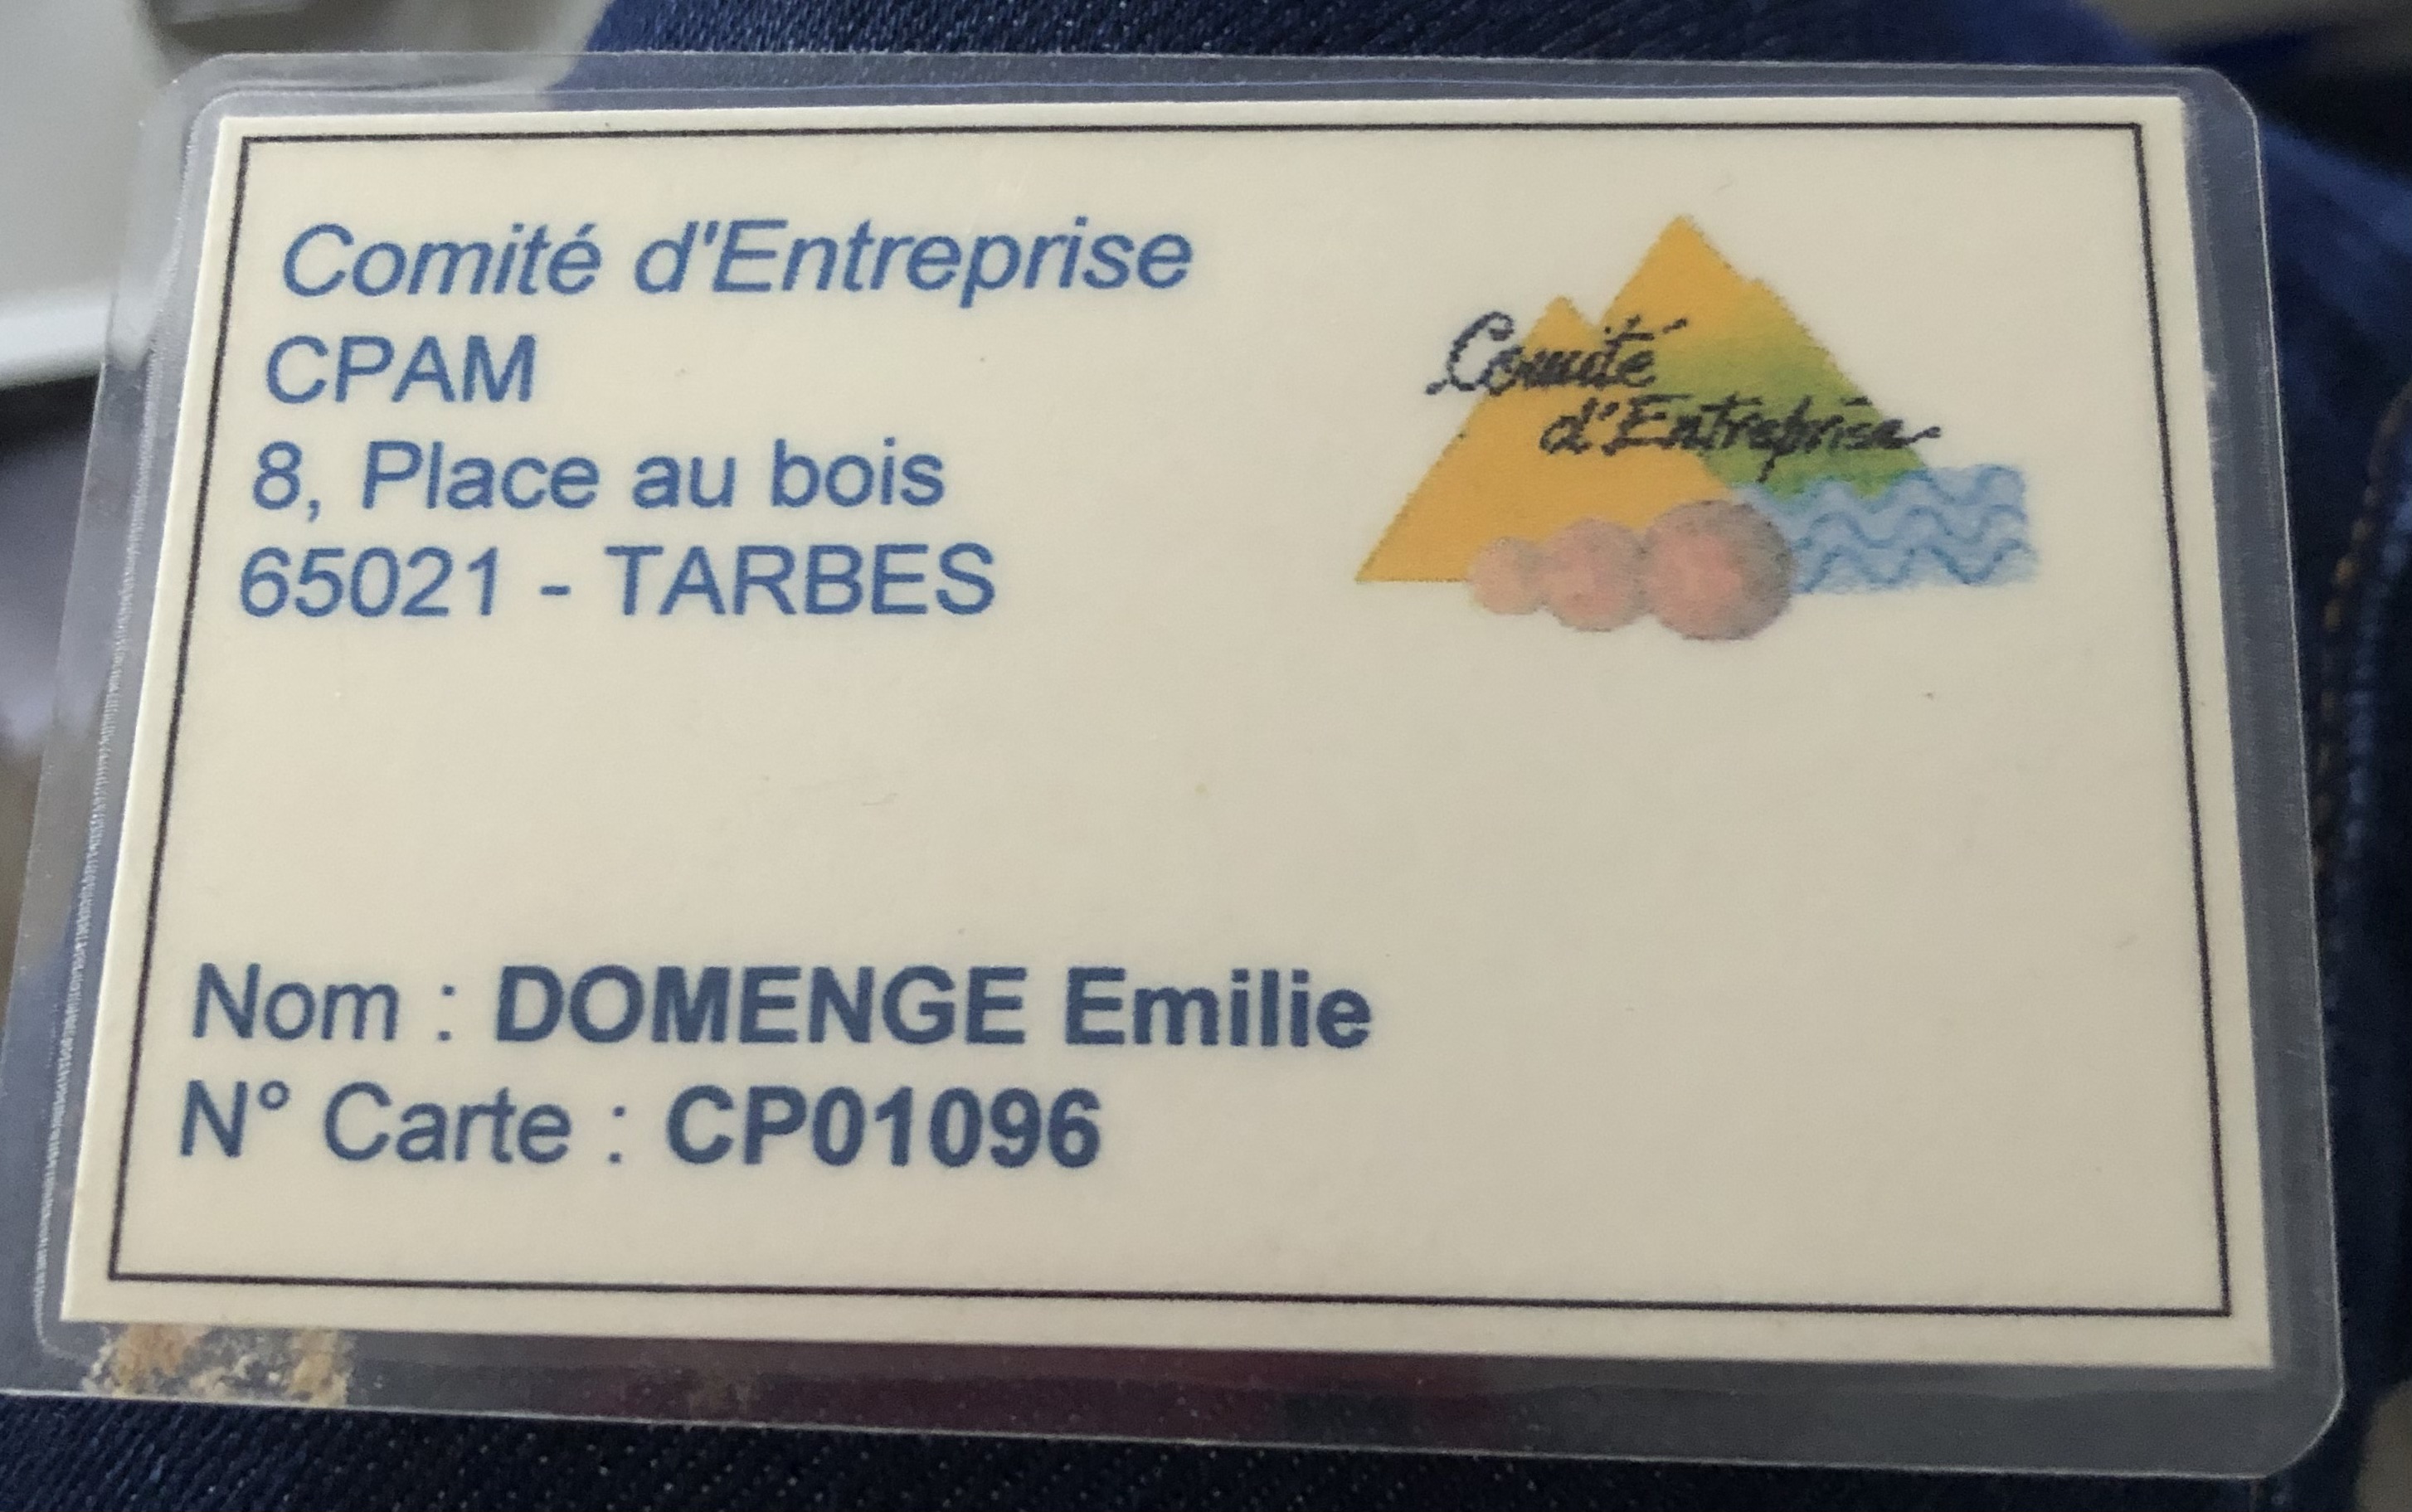 Comité d'Entreprise
CPAM
8, Place au bois
65021 - TARBES
Comité
d'Entreprise
Nom : DOMENGE Emilie
N° Carte : CP01096